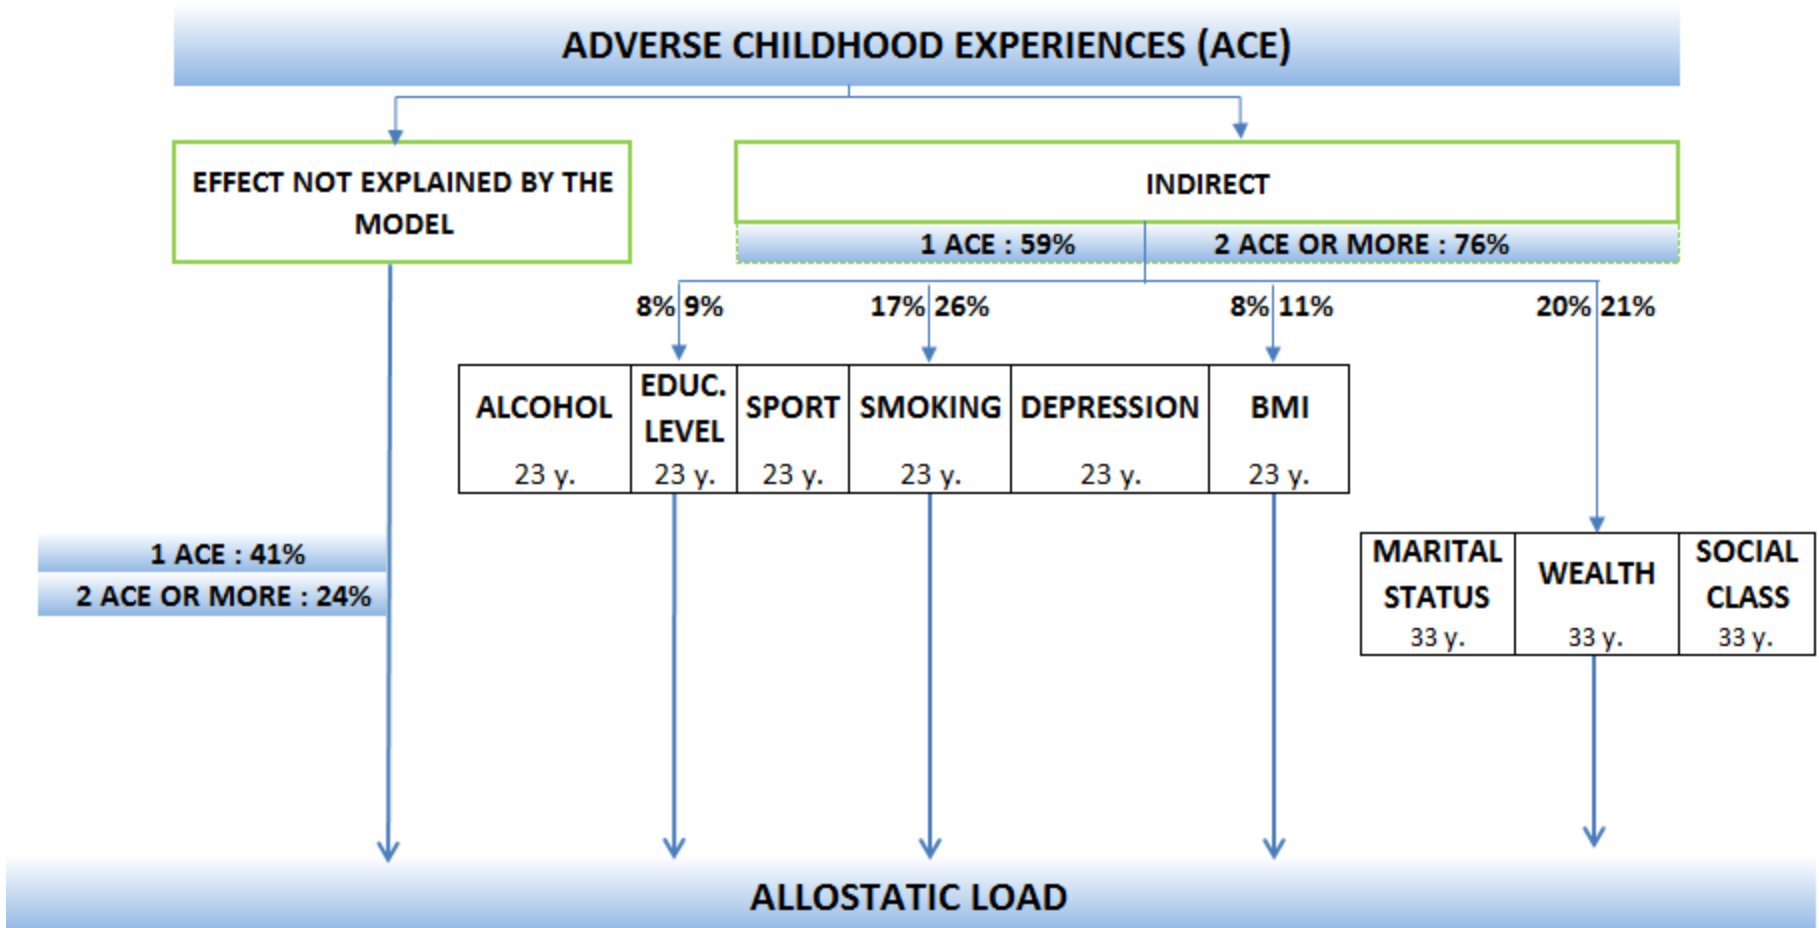 ADVERSE CHILDHOOD EXPERIENCES (ACE)
EFFECT NOT EXPLAINED BY THE
MODEL
INDIRECT
1 ACE : 59%
2 ACE OR MORE : 76%
8% 9%
17% 26%
8% 11%
20% 21%
ALCOHOL
23 y.
EDUC.
LEVEL
23 y.
SPORT
23 y.
SMOKING
23 y.
DEPRESSION
23 y.
BMI
23 y.
1 ACE : 41%
2 ACE OR MORE : 24%
MARITAL
STATUS
33 y.
WEALTH
33 y.
SOCIAL
CLASS
33 y.
ALLOSTATIC LOAD